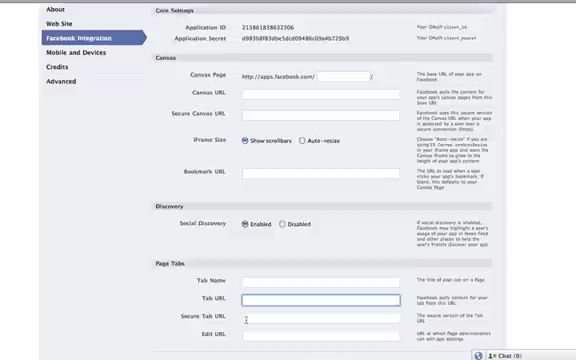 About
Web Site
Facebook Integration
Mobile and Devices
Credits
Advanced
Core Settings
Application ID 213861838632306 Your OAuth client_id
Application Secret d983b8f83dbe5dcd09486c09a4b729b9 Your OAuth client_secret
Canvas
Canvas Page http://apps.facebook.com/ / The base URL of your app on
Facebook
Canvas URL Facebook pulls the content for
your app's canvas pages from this
base URL
Secure Canvas URL Facebook uses this secure version
of the Canvas URL when your app
is accessed by a user over a
secure connection (https)
IFrame Size Show scrollbars Auto-resize Choose "Auto-resize" if you are
using
in your iframe app and want the
Canvas iframe to grow to the
height of your app's content
Bookmark URL The URL to load when a user
clicks your app's bookmark. If
blank, this defaults to your
Canvas Page
Discovery
Social Discovery Enabled Disabled If social discovery is enabled,
Facebook may highlight a user's
usage of your app in News Feed
and other places to help the
user's friends discover your app
Page Tabs
Tab Name The title of your tab on a Page
Tab URL Facebook pulls content for your
tab from this URL.
Secure Tab URL The secure version of the Tab
URL
Edit URL URL at which Page administrators
can edit app settings
Chat (0)